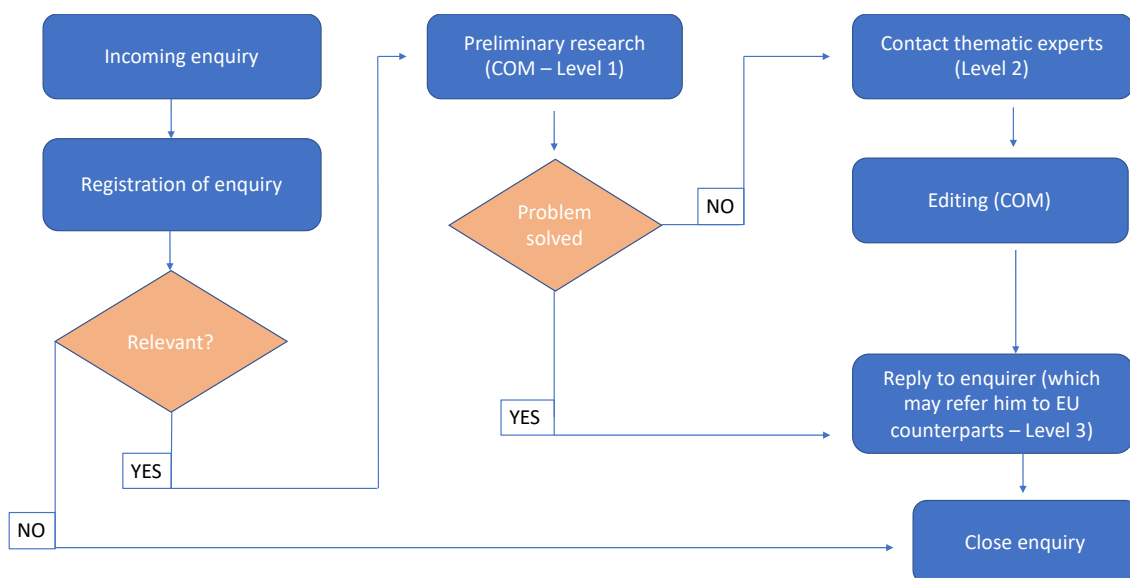 Incoming enquiry
Registration of enquiry
Relevant?
YES
NO
Preliminary research
(COM – Level 1)
Problem
solved
NO
YES
Contact thematic experts
(Level 2)
Editing (COM)
Reply to enquirer (which
may refer him to EU
counterparts – Level 3)
Close enquiry